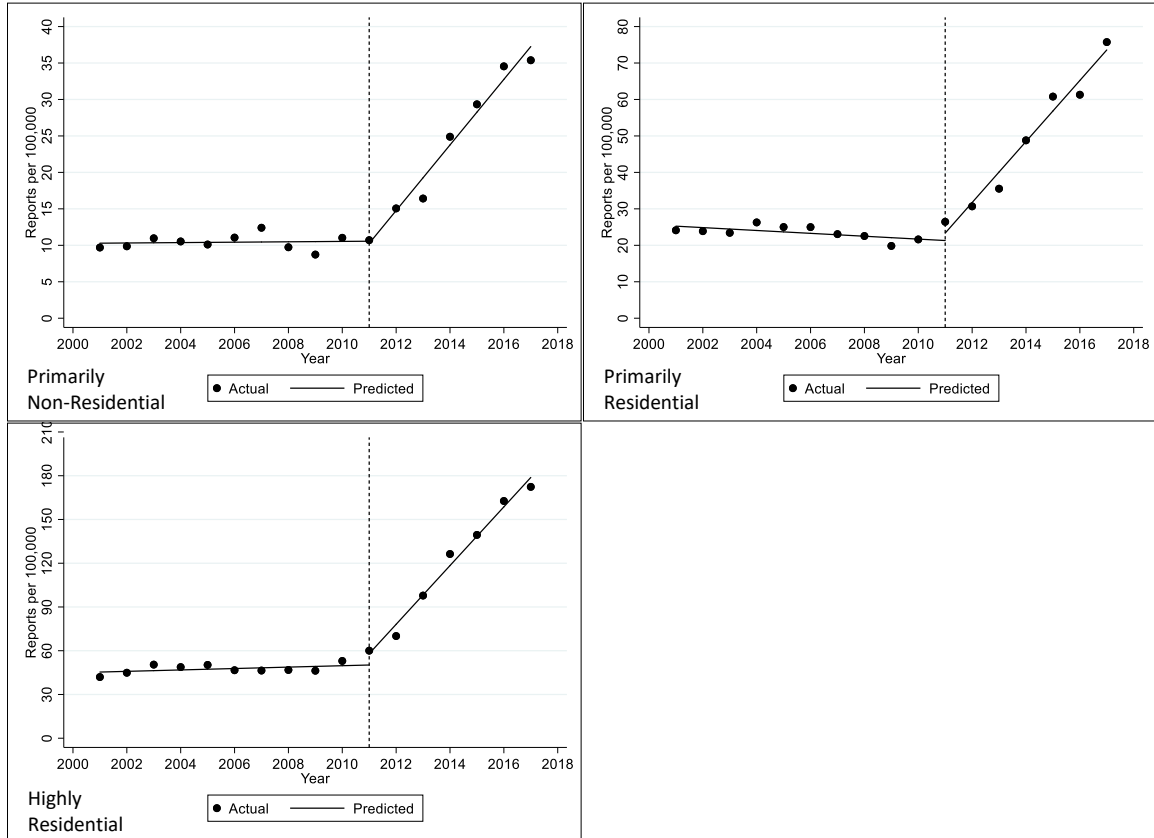 Reports per 100,000
40
35
30
25
20
15
10
5
0
2000 2002 2004 2006 2008 2010 2012 2014 2016 2018
Year
Primarily
Non-Residential
Actual Predicted
Reports per 100,000
80
70
60
50
40
30
20
10
0
2000 2002 2004 2006 2008 2010 2012 2014 2016 2018
Year
Primarily
Residential
Actual Predicted
Reports per 100,000
210
180
150
120
90
60
30
0
2000 2002 2004 2006 2008 2010 2012 2014 2016 2018
Year
Highly
Residential
Actual Predicted